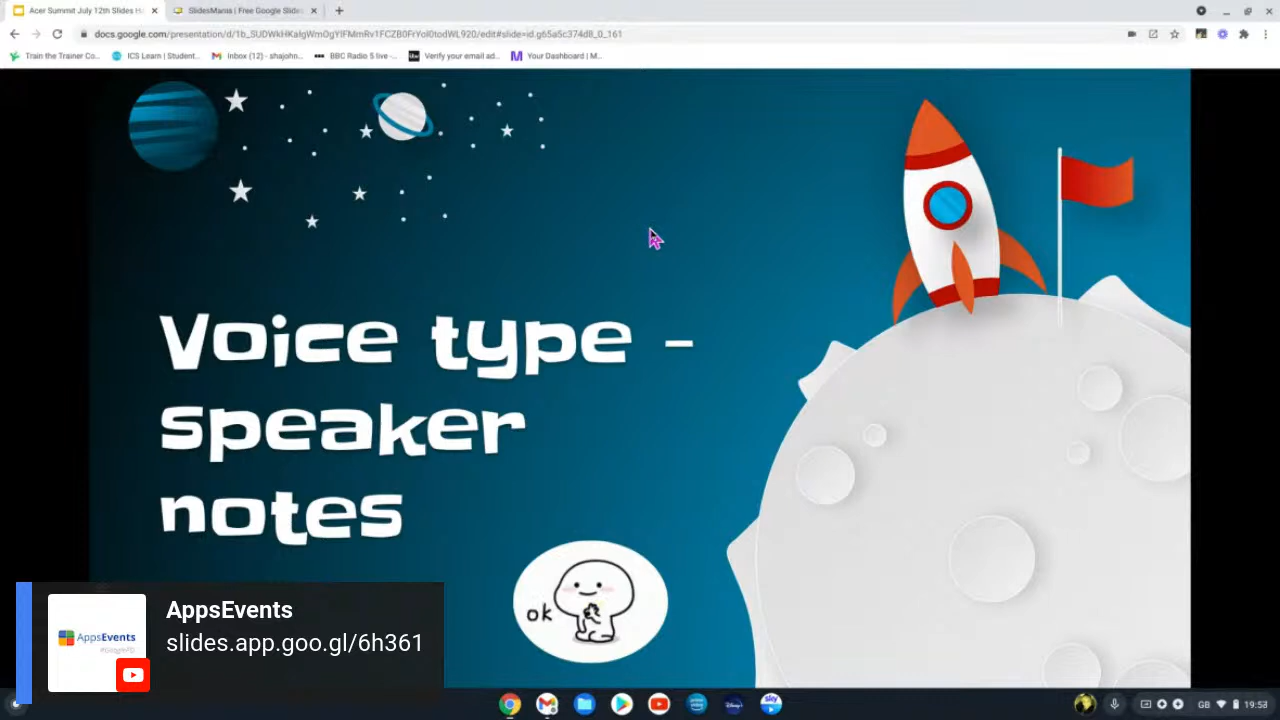 Acer Summit July 12th Slides H
SlidesMania | Free Google Slides
docs.google.com/presentation/d/
/edit#slide=id.g65a5c374d8_0_161
Train the Trainer Co...
ICS Learn | Student...
Inbox (12) - shajohn...
BBC Radio 5 live -...
Verify your email ad...
Your Dashboard | M...
Voice type -
speaker
notes
ok
AppsEvents
#GooglePD
AppsEvents
slides.app.goo.gl/6h361
sky
GB
19:58